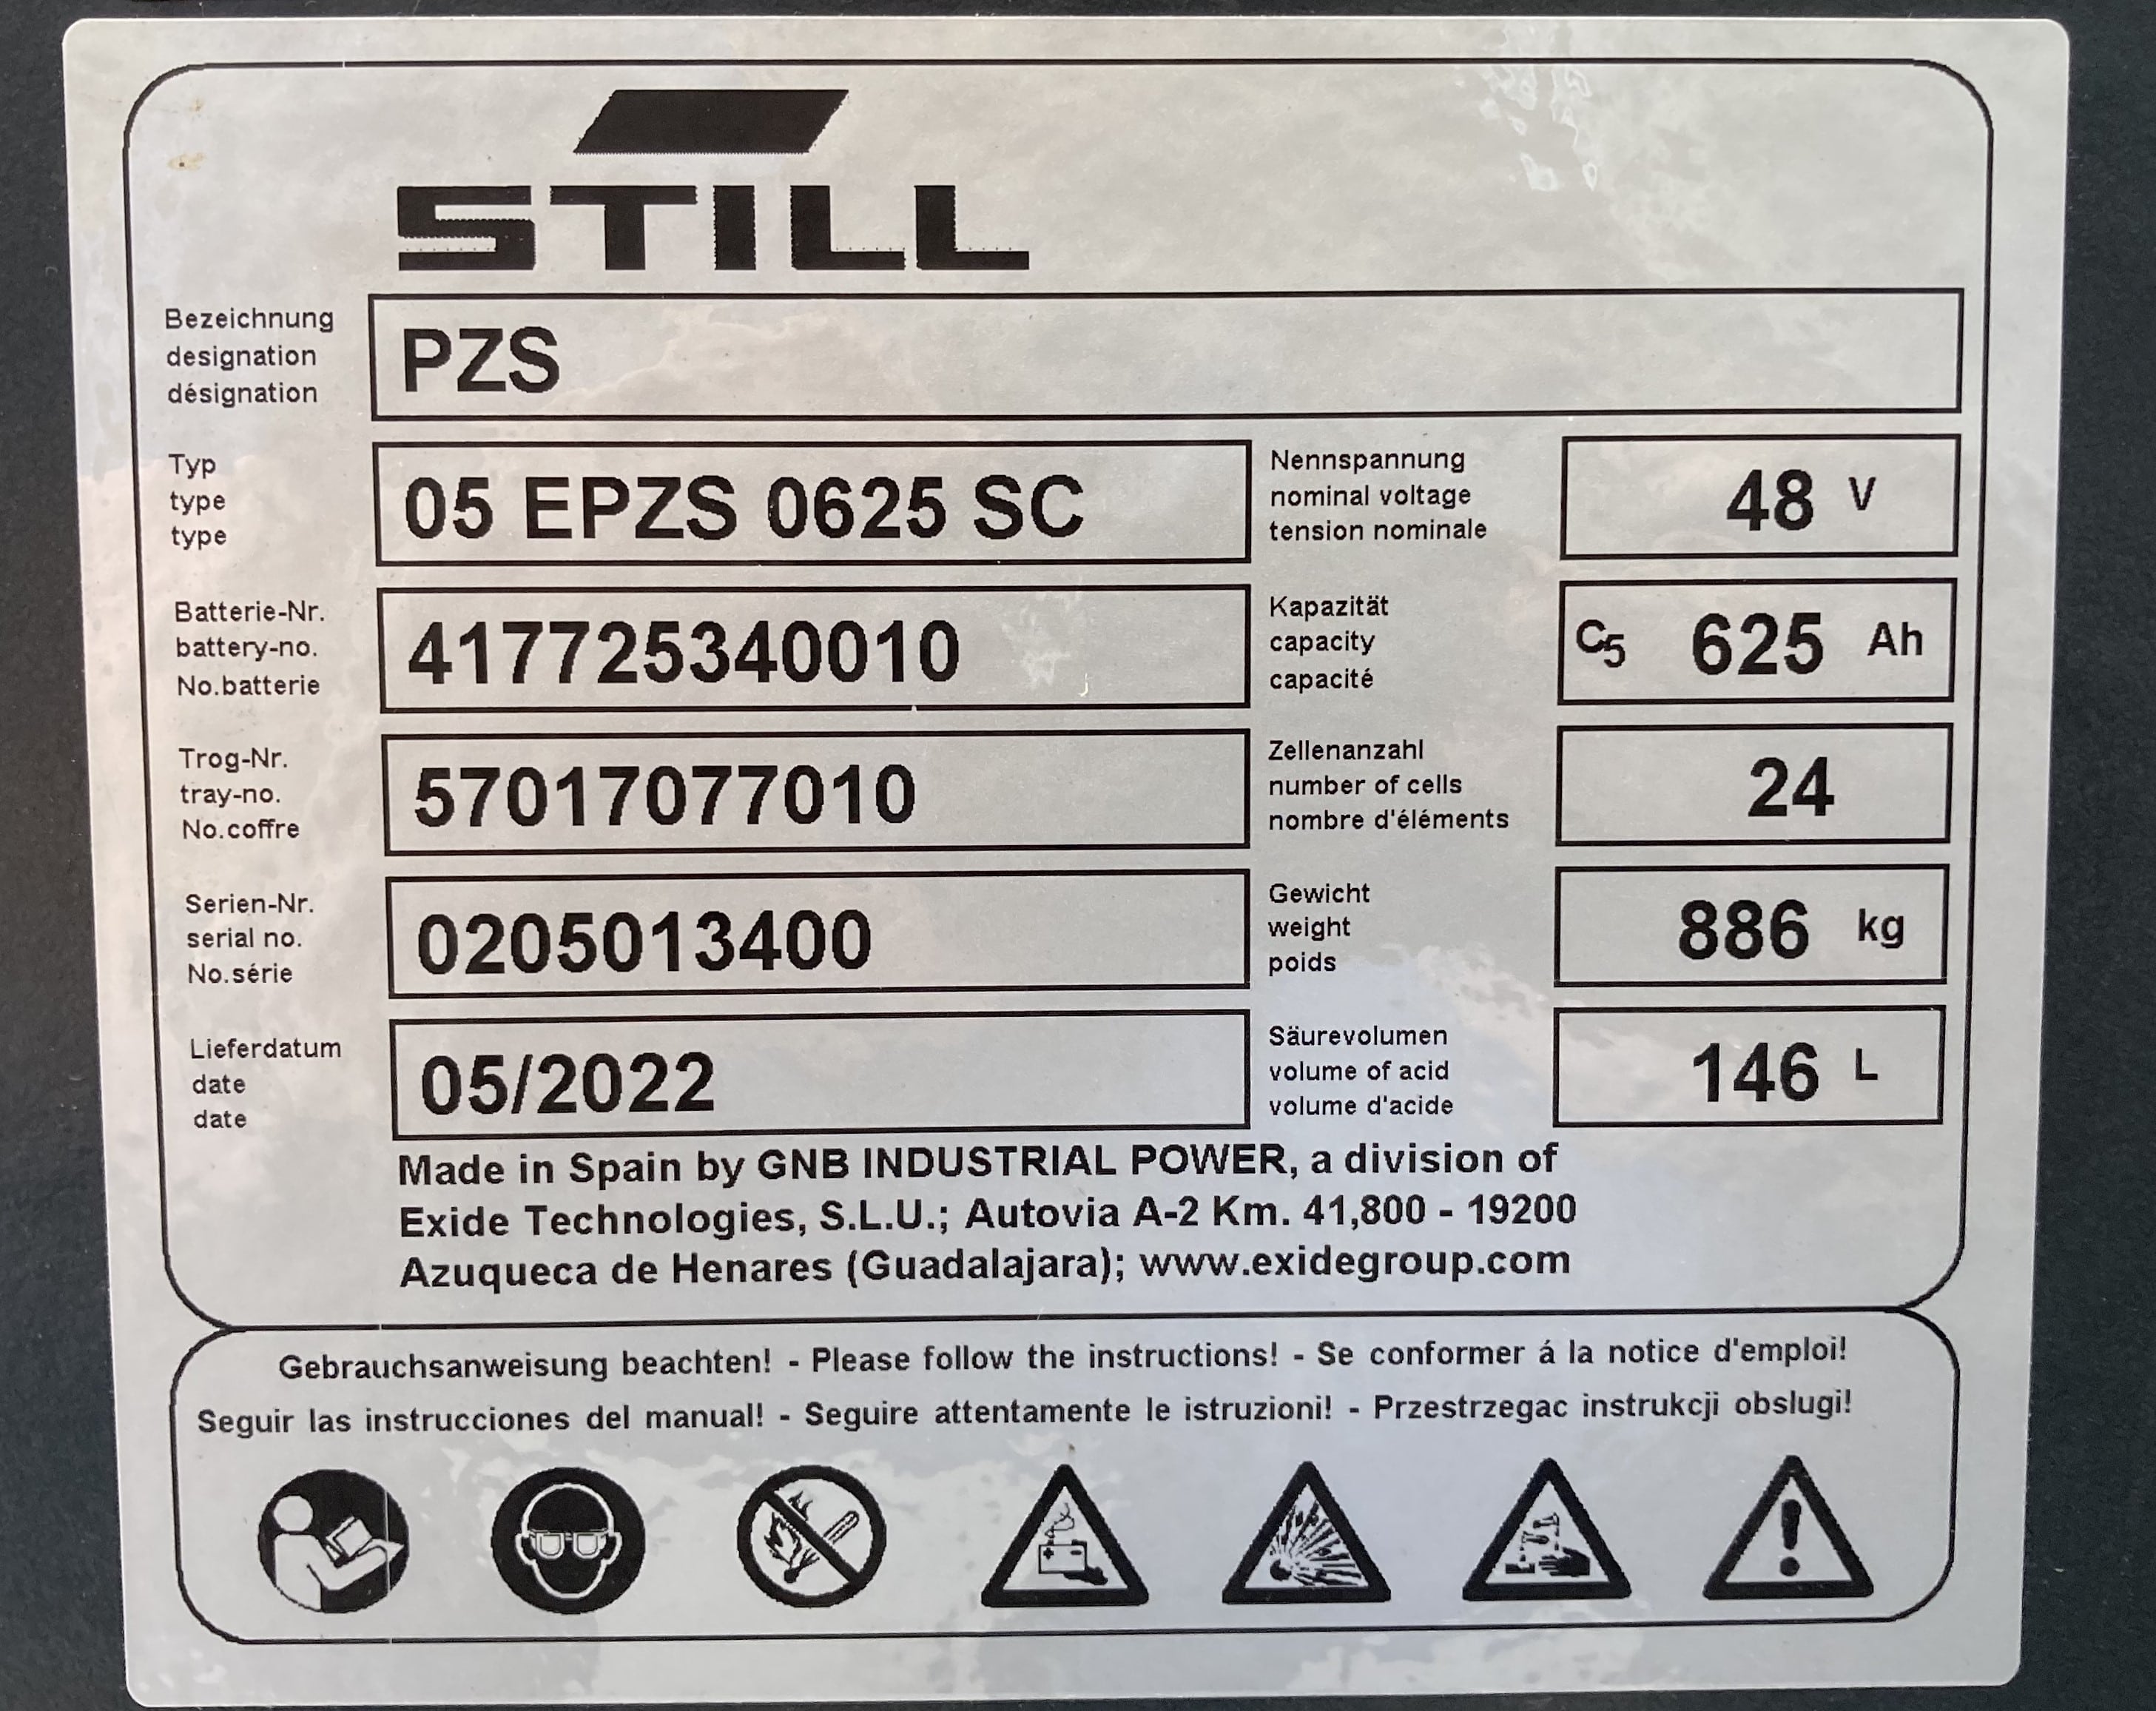 STILL
Bezeichnung
designation
désignation
PZS
Typ
type
type
05 EPZS 0625 SC
Nennspannung
nominal voltage
tension nominale
48 V
Batterie-Nr.
battery-no.
No.batterie
417725340010
Kapazität
capacity
capacité
C5 625 Ah
Trog-Nr.
tray-no.
No.coffre
57017077010
Zellenanzahl
number of cells
nombre d'éléments
24
Serien-Nr.
serial no.
No.série
0205013400
Gewicht
weight
poids
886 kg
Lieferdatum
date
date
05/2022
Säurevolumen
volume of acid
volume d'acide
146 L
Made in Spain by GNB INDUSTRIAL POWER, a division of
Exide Technologies, S.L.U.; Autovia A-2 Km. 41,800 - 19200
Azuqueca de Henares (Guadalajara); www.exidegroup.com
Gebrauchsanweisung beachten! - Please follow the instructions! - Se conformer á la notice d'emploi!
Seguir las instrucciones del manual! - Seguire attentamente le istruzioni! - Przestrzegac instrukcji obslugi!